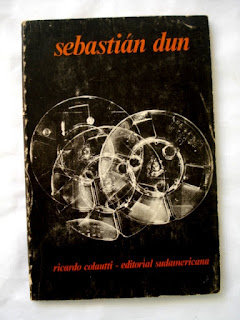 sebastián dun
ricardo colautti - editorial sudamericana